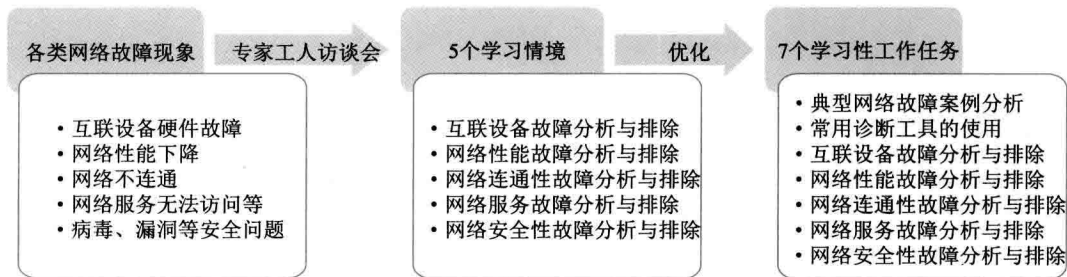 各类网络故障现象
专家工人访谈会
5个学习情境
优化
7个学习性工作任务
• 互联设备硬件故障
• 网络性能下降
• 网络不连通
• 网络服务无法访问等
• 病毒、漏洞等安全问题
• 互联设备故障分析与排除
• 网络性能故障分析与排除
• 网络连通性故障分析与排除
• 网络服务故障分析与排除
• 网络安全性故障分析与排除
• 典型网络故障案例分析
• 常用诊断工具的使用
• 互联设备故障分析与排除
• 网络性能故障分析与排除
• 网络连通性故障分析与排除
• 网络服务故障分析与排除
• 网络安全性故障分析与排除